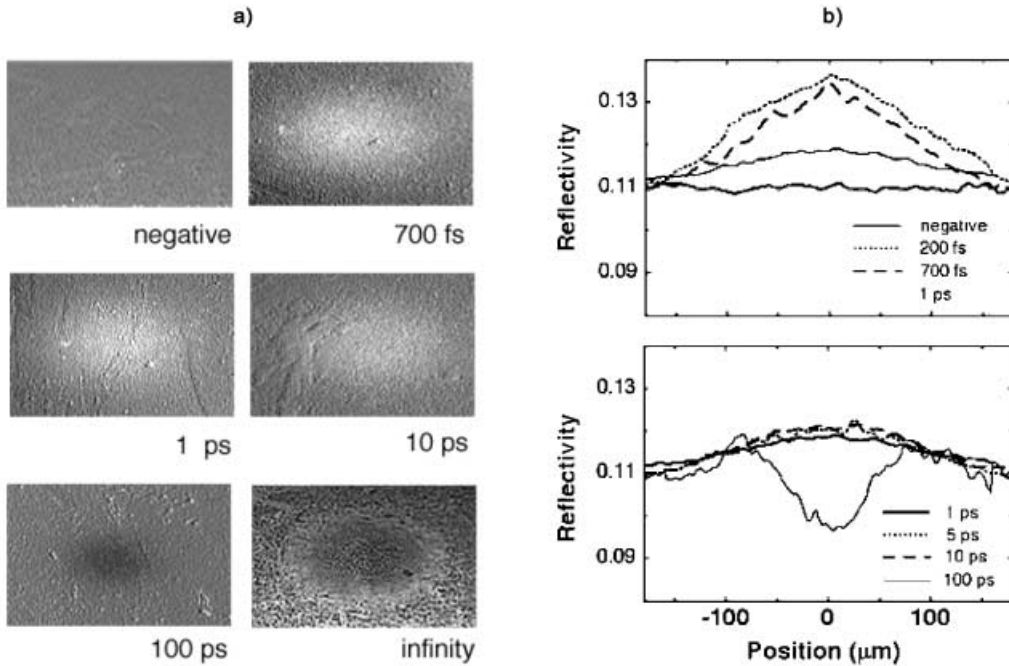 a)
negative
700 fs
1 ps
10 ps
100 ps
infinity
b)
Reflectivity
0.13
0.11
0.09
negative
200 fs
700 fs
1 ps
Reflectivity
0.13
0.11
0.09
1 ps
5 ps
10 ps
100 ps
-100 0 100
Position (μm)